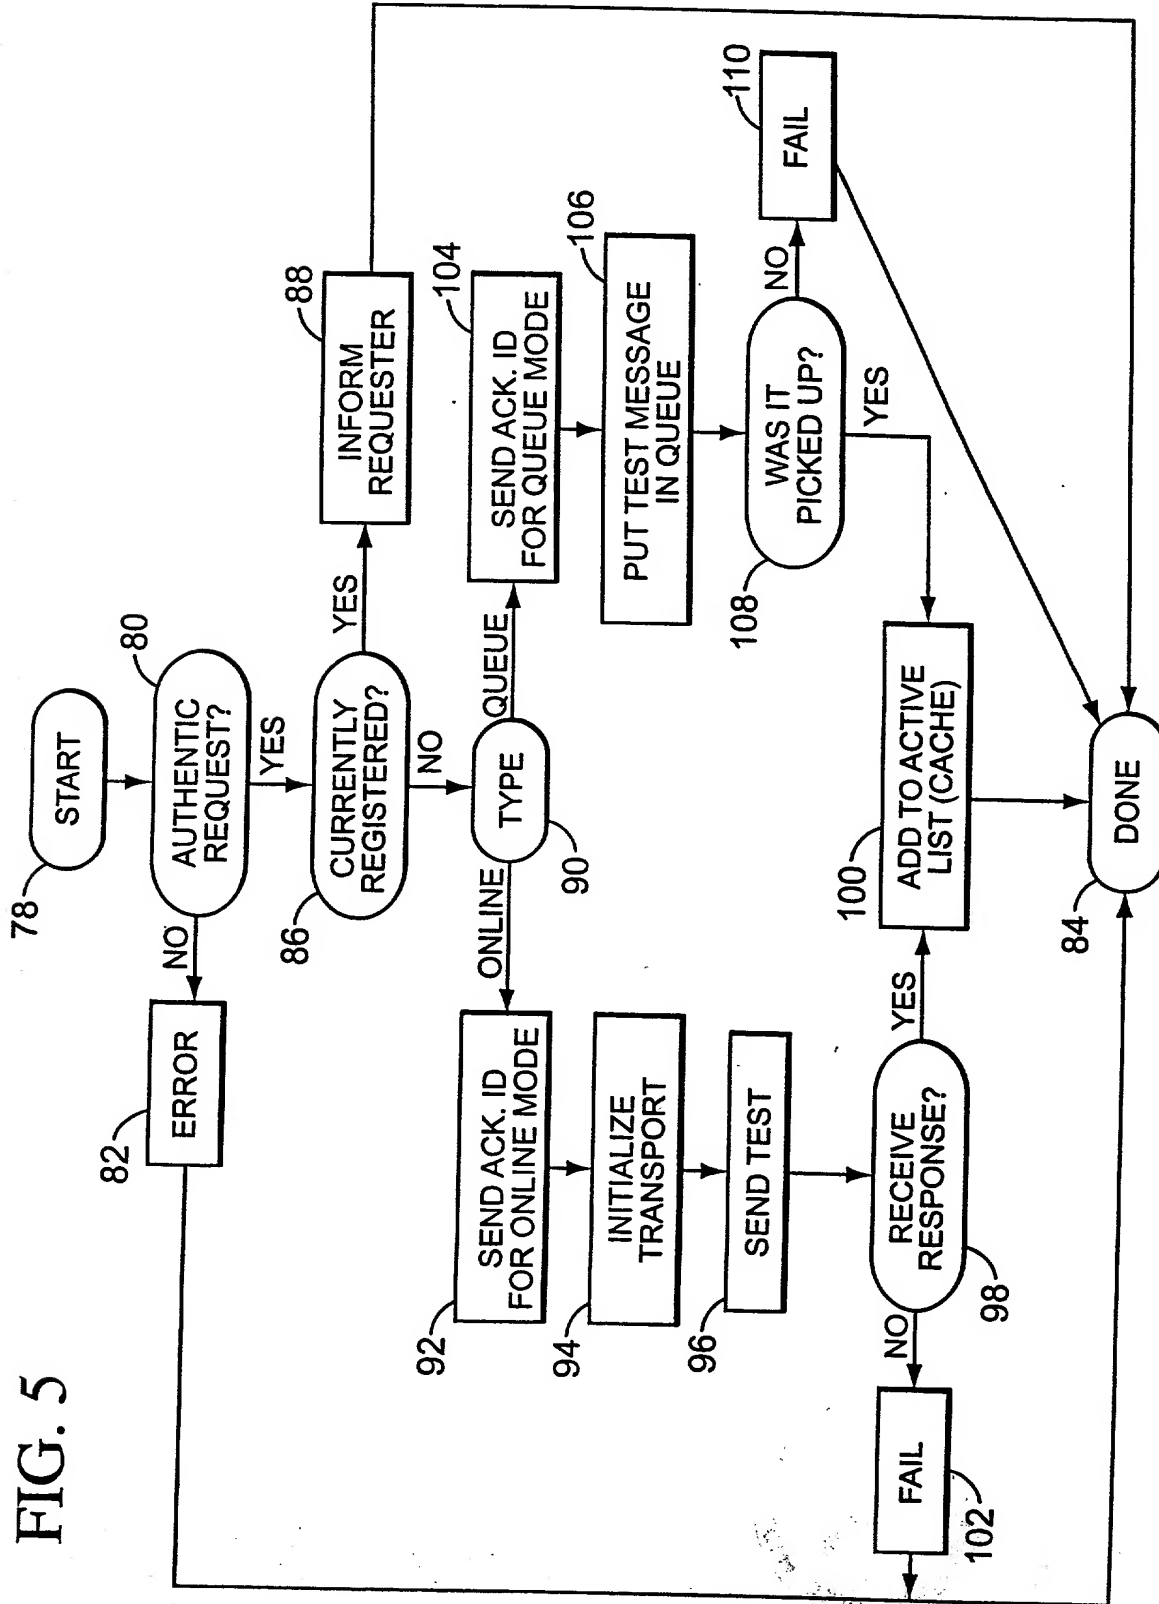 FIG. 5
78
START
80
AUTHENTIC
REQUEST?
NO
YES
82
ERROR
86
CURRENTLY
REGISTERED?
YES
NO
88
INFORM
REQUESTER
90
TYPE
ONLINE
QUEUE
92
SEND ACK. ID
FOR ONLINE MODE
104
SEND ACK. ID
FOR QUEUE MODE
94
INITIALIZE
TRANSPORT
106
PUT TEST MESSAGE
IN QUEUE
96
SEND TEST
108
WAS IT
PICKED UP?
NO
YES
110
FAIL
98
RECEIVE
RESPONSE?
NO
YES
102
FAIL
100
ADD TO ACTIVE
LIST (CACHE)
84
DONE